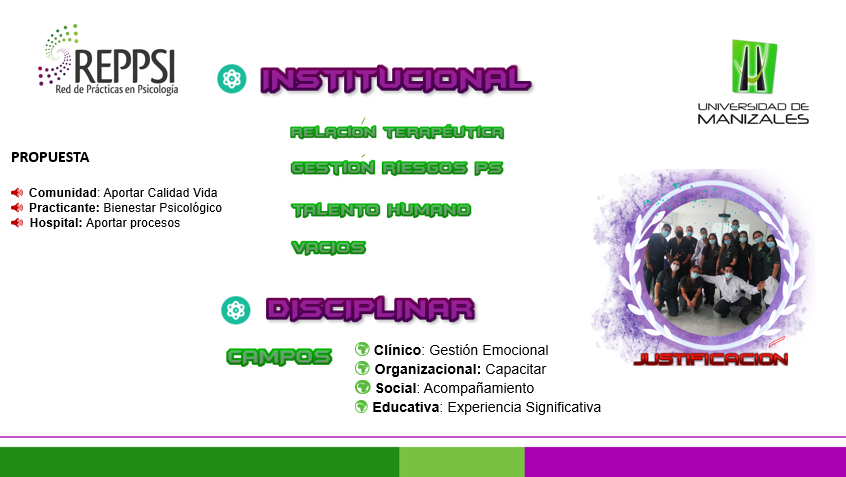 REPPSI
Red de Prácticas en Psicología
INSTITUCIONAL
UNIVERSIDAD DE
MANIZALES
RELACIÓN TERAPÉUTICA
PROPUESTA
GESTIÓN RIESGOS PS
Comunidad: Aportar Calidad Vida
Practicante: Bienestar Psicológico
Hospital: Aportar procesos
TALENTO HUMANO
VACIOS
DISCIPLINAR
CAMPOS
Clínico: Gestión Emocional
Organizacional: Capacitar
Social: Acompañamiento
Educativa: Experiencia Significativa
JUSTIFICACIÓN